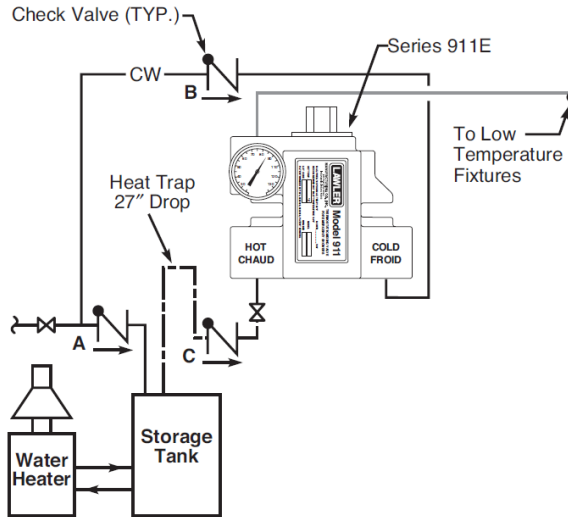 Check Valve (TYP.)
Series 911E
CW
B
To Low
Temperature
Fixtures
Heat Trap
27″ Drop
LAWLER
Model 911
HOT
CHAUD
COLD
FROID
A
C
Storage
Tank
Water
Heater